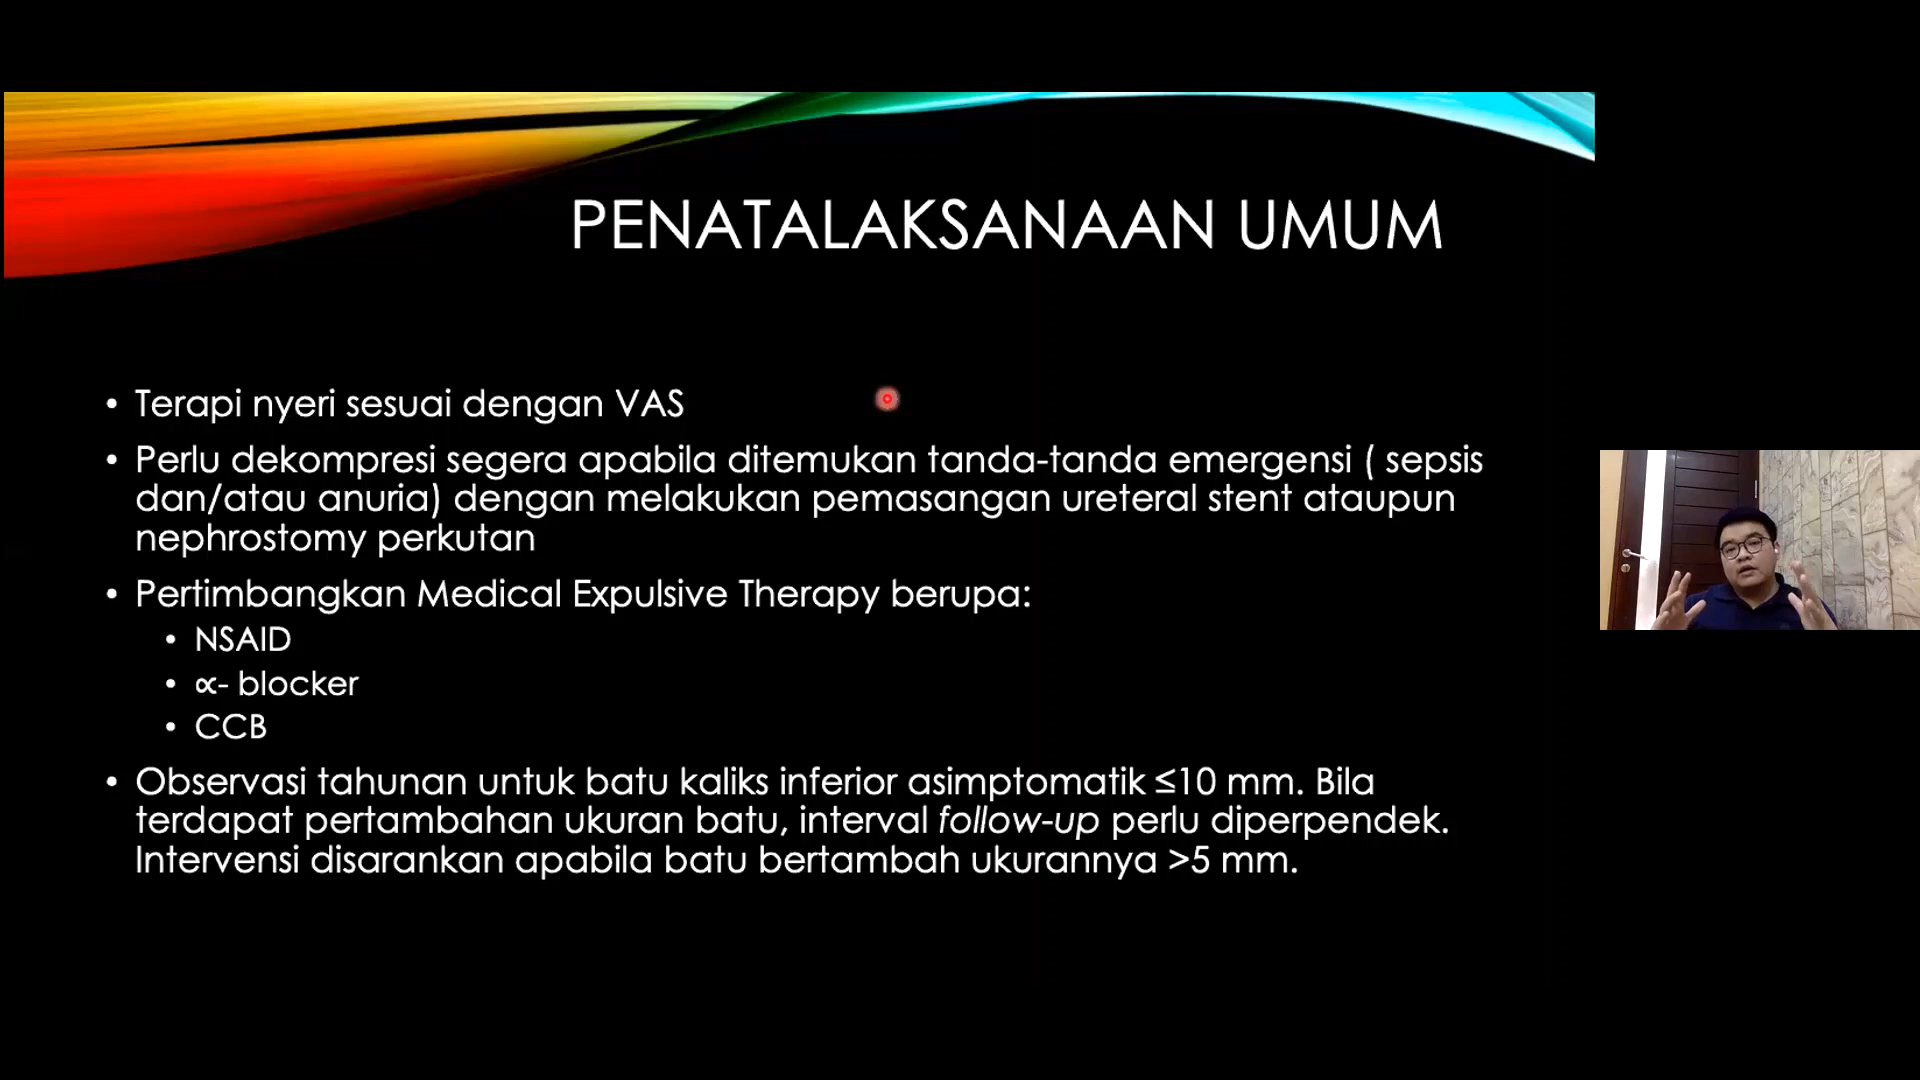 PENATALAKSANAAN UMUM
• Terapi nyeri sesuai dengan VAS
• Perlu dekompresi segera apabila ditemukan tanda-tanda emergensi ( sepsis
dan/atau anuria) dengan melakukan pemasangan ureteral stent ataupun
nephrostomy perkutan
• Pertimbangkan Medical Expulsive Therapy berupa:
• NSAID
• ∝- blocker
• CCB
• Observasi tahunan untuk batu kaliks inferior asimptomatik ≤10 mm. Bila
terdapat pertambahan ukuran batu, interval follow-up perlu diperpendek.
Intervensi disarankan apabila batu bertambah ukurannya >5 mm.